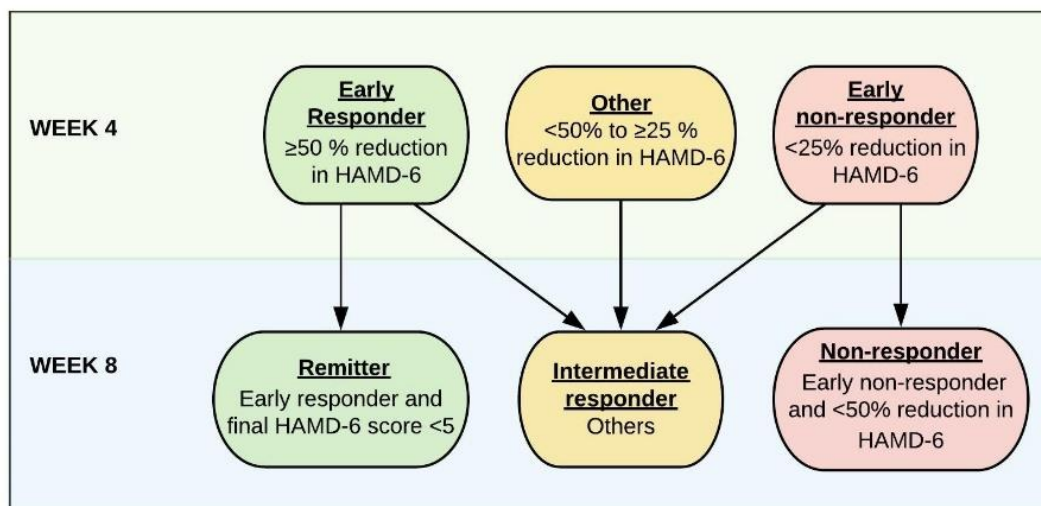 WEEK 4
Early
Responder
≥50 % reduction
in HAMD-6
Other
<50% to ≥25 %
reduction in HAMD-6
Early
non-responder
<25% reduction in
HAMD-6
WEEK 8
Remitter
Early responder and
final HAMD-6 score <5
Intermediate
responder
Others
Non-responder
Early non-responder
and <50% reduction in
HAMD-6